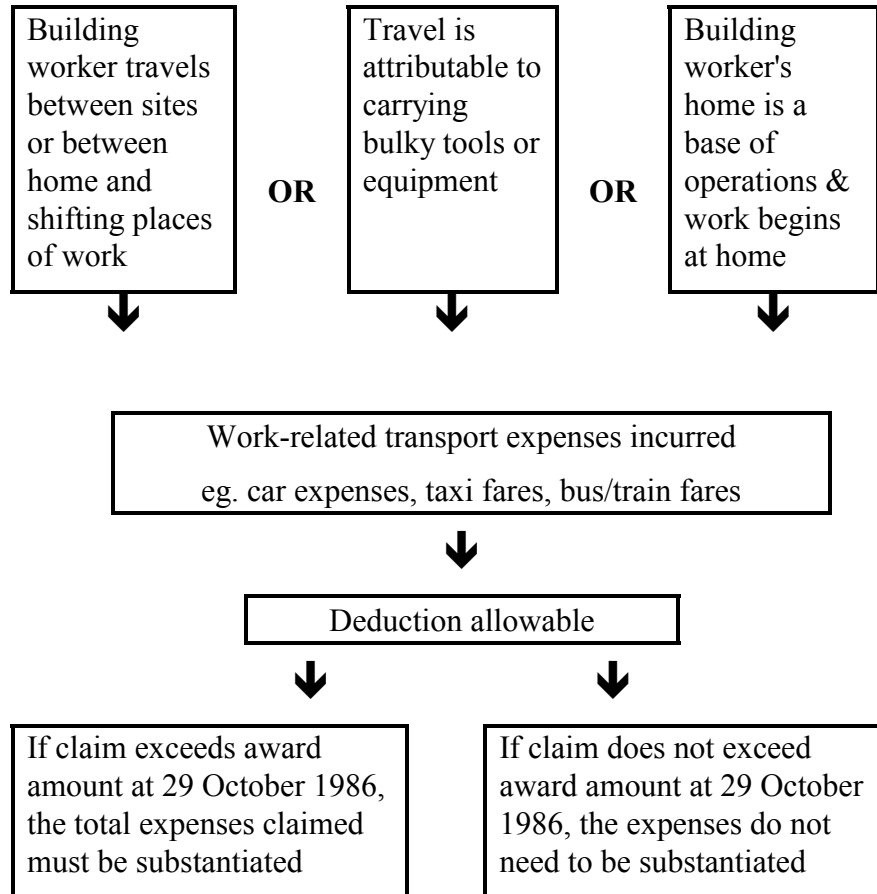 Building
worker travels
between sites
or between
home and
shifting places
of work
OR
Travel is
attributable to
carrying
bulky tools or
equipment
OR
Building
worker's
home is a
base of
operations &
work begins
at home
Work-related transport expenses incurred
eg. car expenses, taxi fares, bus/train fares
Deduction allowable
If claim exceeds award
amount at 29 October 1986,
the total expenses claimed
must be substantiated
If claim does not exceed
award amount at 29 October
1986, the expenses do not
need to be substantiated